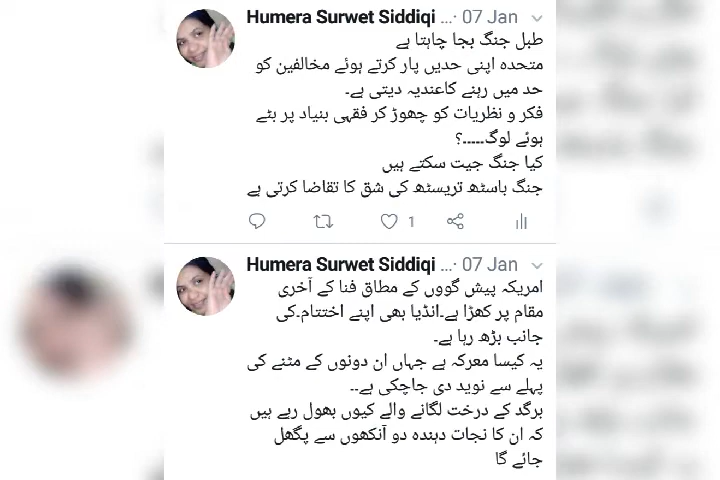 Humera Surwet Siddiqi ...· 07 Jan
طبل جنگ بجا چاہتا ہے
متحدہ اپنی حدیں پار کرتے ہوئے مخالفین کو
حد میں رہنے کاعندیہ دیتی ہے۔
فکر و نظریات کو چھوڑ کر فقہی بنیاد پر بٹے
ہوئے لوگ۔۔۔۔۔؟
کیا جنگ جیت سکتے ہیں
جنگ باسٹھ تریسٹھ کی شق کا تقاضا کرتی ہے
1
Humera Surwet Siddiqi ...· 07 Jan
امریکہ پیش گووں کے مطاق فنا کے آخری
مقام پر کھڑا ہے۔انڈیا بھی اپنے اختتام۔کی
جانب بڑھ رہا ہے۔
یہ کیسا معرکہ ہے جہاں ان دونوں کے مٹنے کی
پہلے سے نوید دی جاچکی ہے۔۔
برگد کے درخت لگانے والے کیوں بھول رہے ہیں
کہ ان کا نجات دہندہ دو آنکھوں سے پگھل
جائے گا